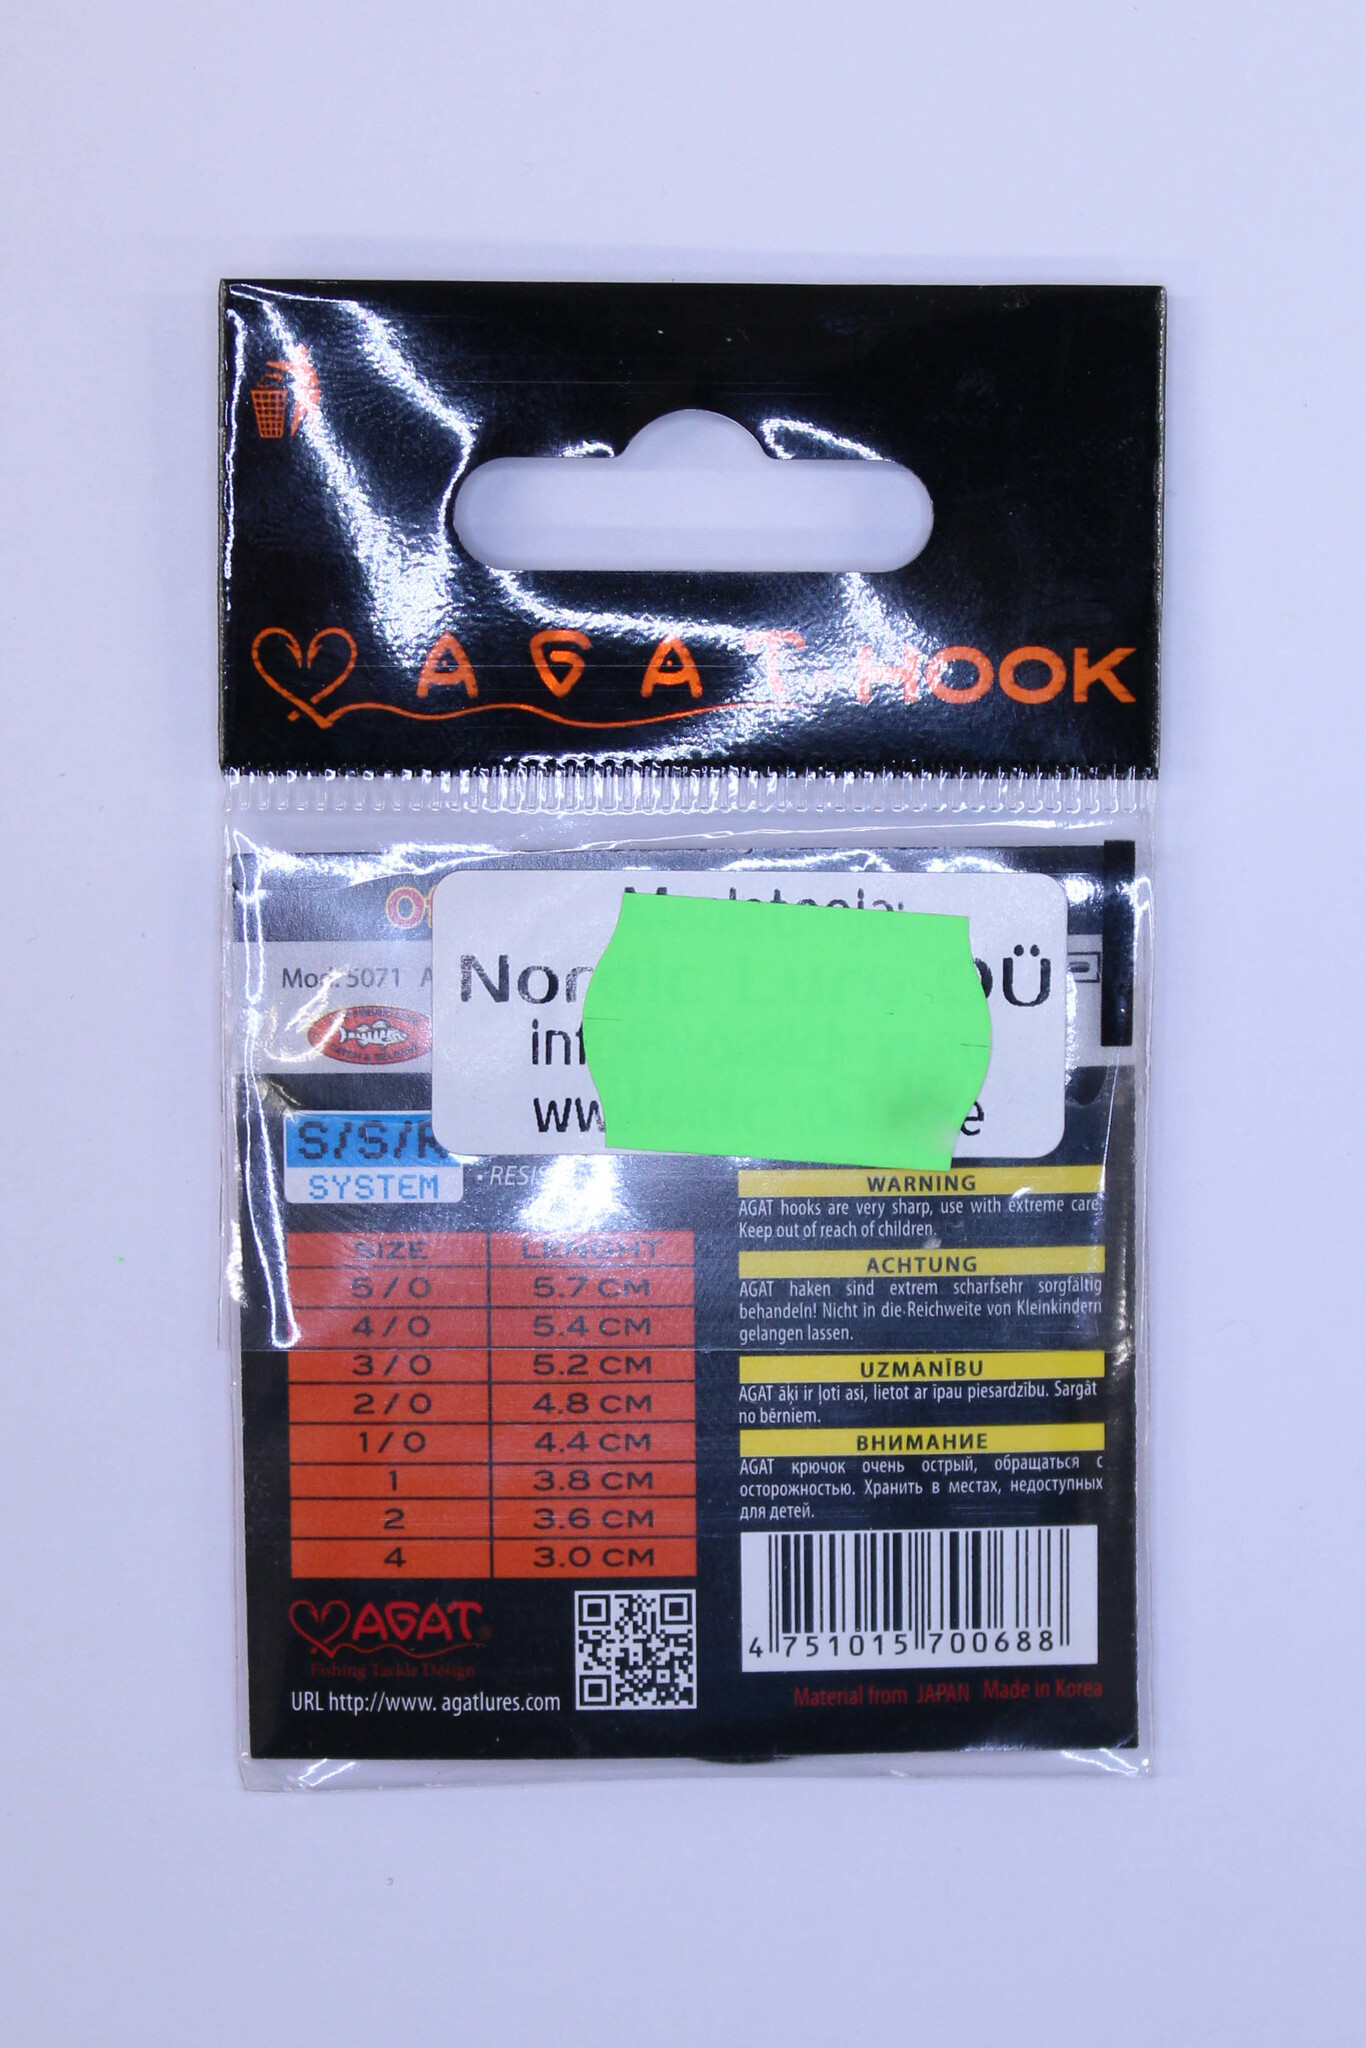 AGAT HOOK
Mod. 5071
OÜ
S/S/R
SYSTEM
SIZE LENGHT
5/0 5.7 CM
4/0 5.4 CM
3/0 5.2 CM
2/0 4.8 CM
1/0 4.4 CM
1 3.8 CM
2 3.6 CM
4 3.0 CM
AGAT®
Fishing Tackle Design
URL http://www. agatlures.com
WARNING
AGAT hooks are very sharp, use with extreme care.
Keep out of reach of children.
ACHTUNG
AGAT haken sind extrem scharfsehr sorgfältig
behandeln! Nicht in die Reichweite von Kleinkindern
gelangen lassen.
UZMANĪBU
AGAT āķi ir ļoti asi, lietot ar īpau piesardzību. Sargāt
no bērniem.
ВНИМАНИЕ
AGAT крючок очень острый, обращаться с
осторожностью. Хранить в местах, недоступных
для детей.
4 751015 700688
Material from JAPAN Made in Korea